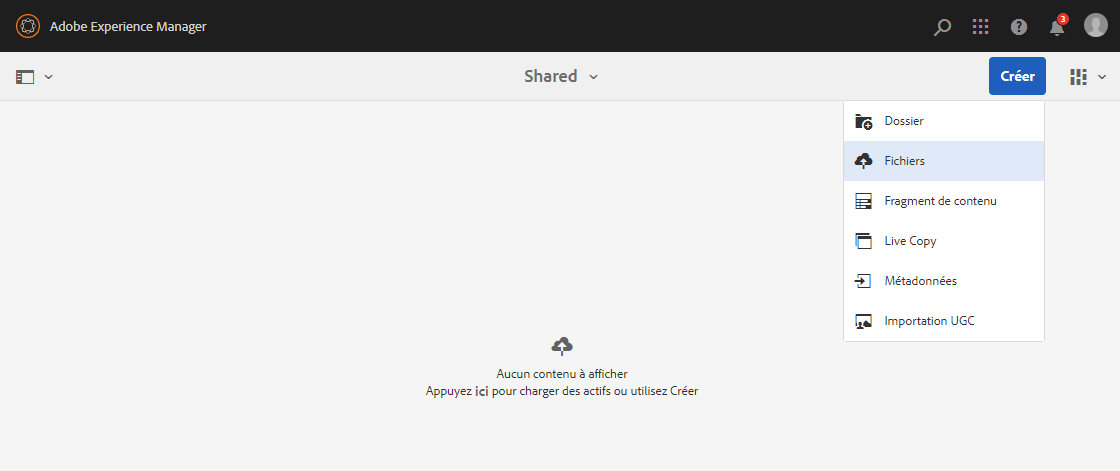 Adobe Experience Manager
3
Shared
Créer
Dossier
Fichiers
Fragment de contenu
Live Copy
Métadonnées
Importation UGC
Aucun contenu à afficher
Appuyez ici pour charger des actifs ou utilisez Créer